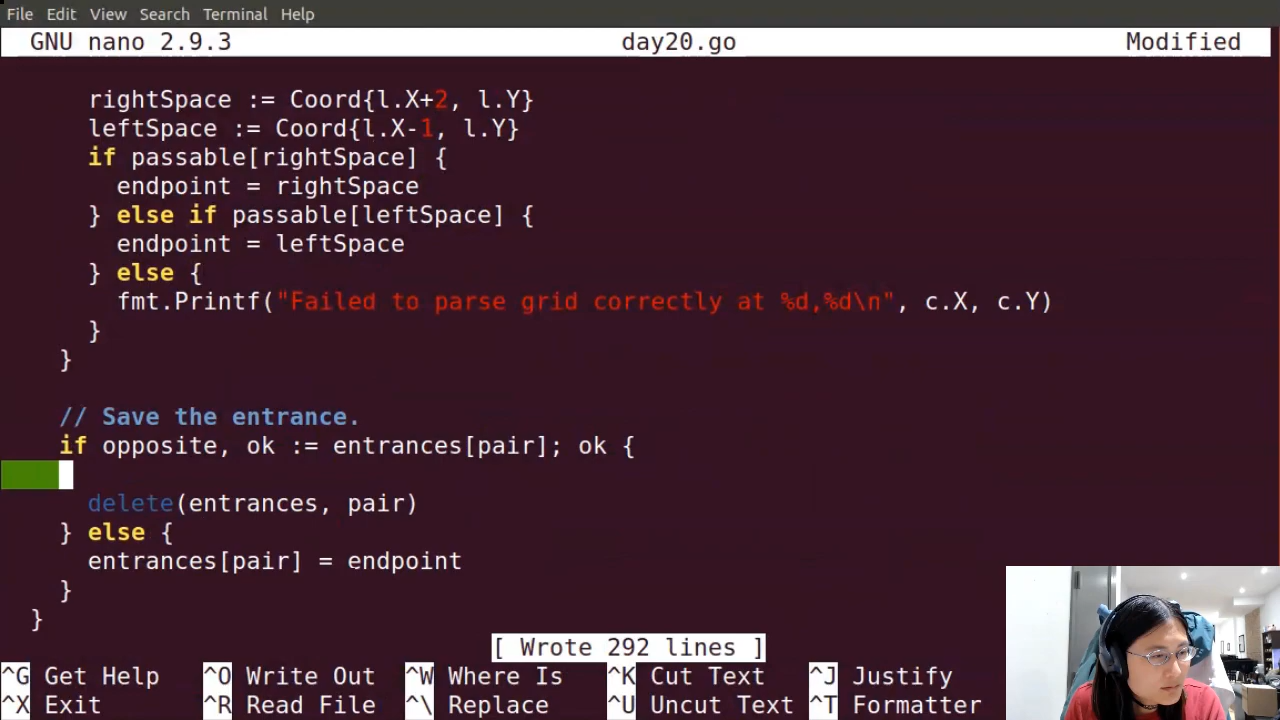 File Edit View Search Terminal Help
GNU nano 2.9.3 day20.go Modified
rightSpace := Coord{l.X+2, l.Y}
leftSpace := Coord{l.X-1, l.Y}
if passable[rightSpace] {
endpoint = rightSpace
} else if passable[leftSpace] {
endpoint = leftSpace
} else {
fmt.Printf("Failed to parse grid correctly at %d,%d\n", c.X, c.Y)
}
}
// Save the entrance.
if opposite, ok := entrances[pair]; ok {
delete(entrances, pair)
} else {
entrances[pair] = endpoint
}
}
[ Wrote 292 lines ]
^G Get Help ^O Write Out ^W Where Is ^K Cut Text ^J Justify
^X Exit ^R Read File ^\ Replace ^U Uncut Text ^T Formatter